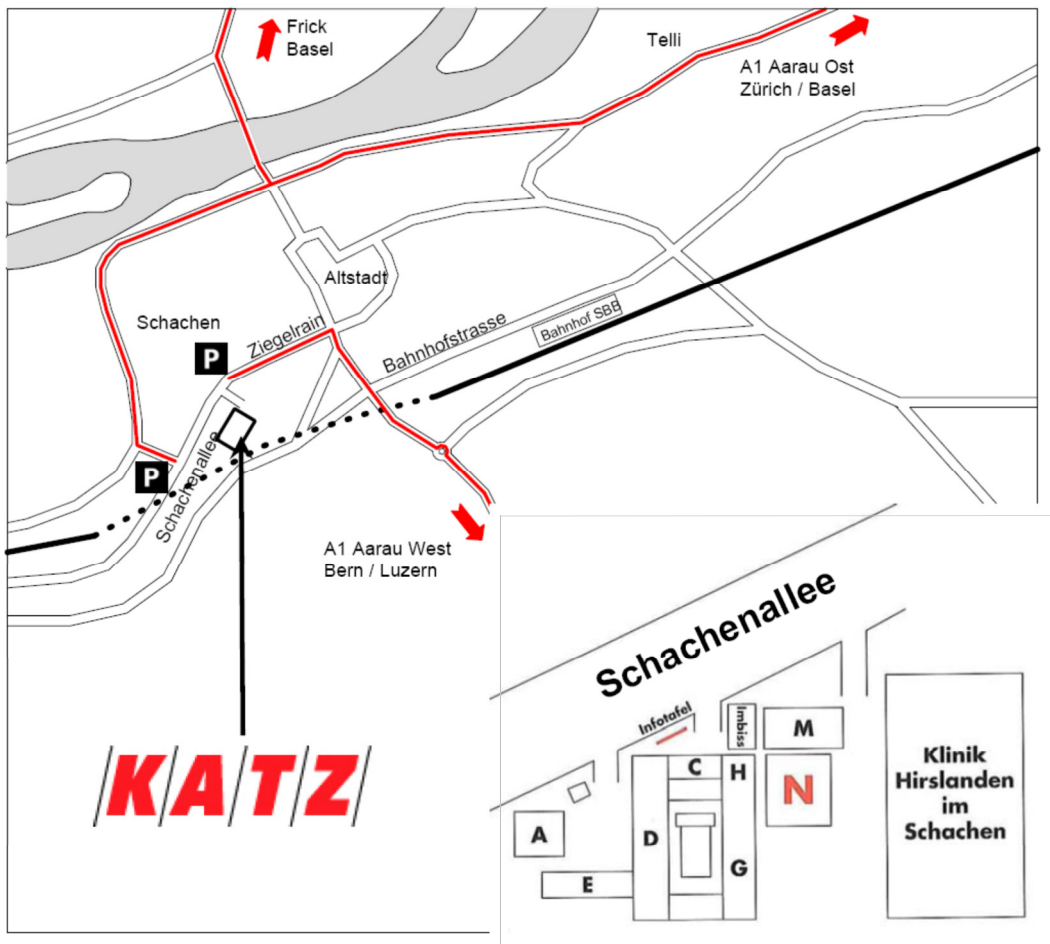 Frick
Basel
Telli
A1 Aarau Ost
Zürich / Basel
Altstadt
Schachen
Ziegelrain
Bahnhofstrasse
Bahnhof SBB
P
P
Schachenallee
A1 Aarau West
Bern / Luzern
KATZ
Schachenallee
Infotafel
Imbiss
M
C
H
N
Klinik
Hirslanden
im
Schachen
A
D
G
E